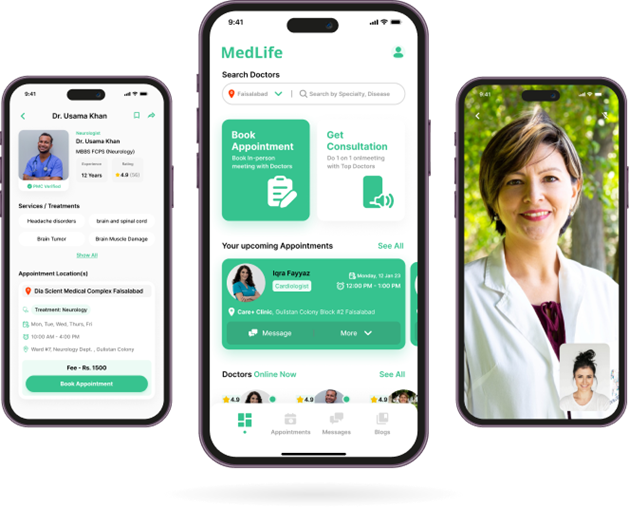 9:41
Dr. Usama Khan
Neurologist
Dr. Usama Khan
MBBS FCPS (Neurology)
Experience
Rating
12 Years
4.9 (56)
PMC Verified
Services / Treatments
Headache disorders
brain and spinal cord
Brain Tumor
Brain Muscle Damage
Show All
Appointment Location(s)
Dia Scient Medical Complex Faisalabad
Treatment: Neurology
Mon, Tue, Wed, Thurs, Fri
10:00 AM - 4:00 PM
Ward #7, Neurology Dept. , Gulistan Colony
Fee - Rs. 1500
Book Appointment
9:41
MedLife
Search Doctors
Faisalabad | Search by Specialty, Disease
Book
Appointment
Book In-person
meeting with Doctors
Get
Consultation
Do 1 on 1 onlmeeting
with Top Doctors
Your upcoming Appointments
See All
Iqra Fayyaz
Cardiologist
Monday, 12 Jan 23
12:00 PM - 1:00 PM
Care+ Clinic, Gulistan Colony Block #2 Faisalabad
Message
More
Doctors Online Now
See All
4.9
4.9
4.9
Appointments
Messages
Blogs
9:41